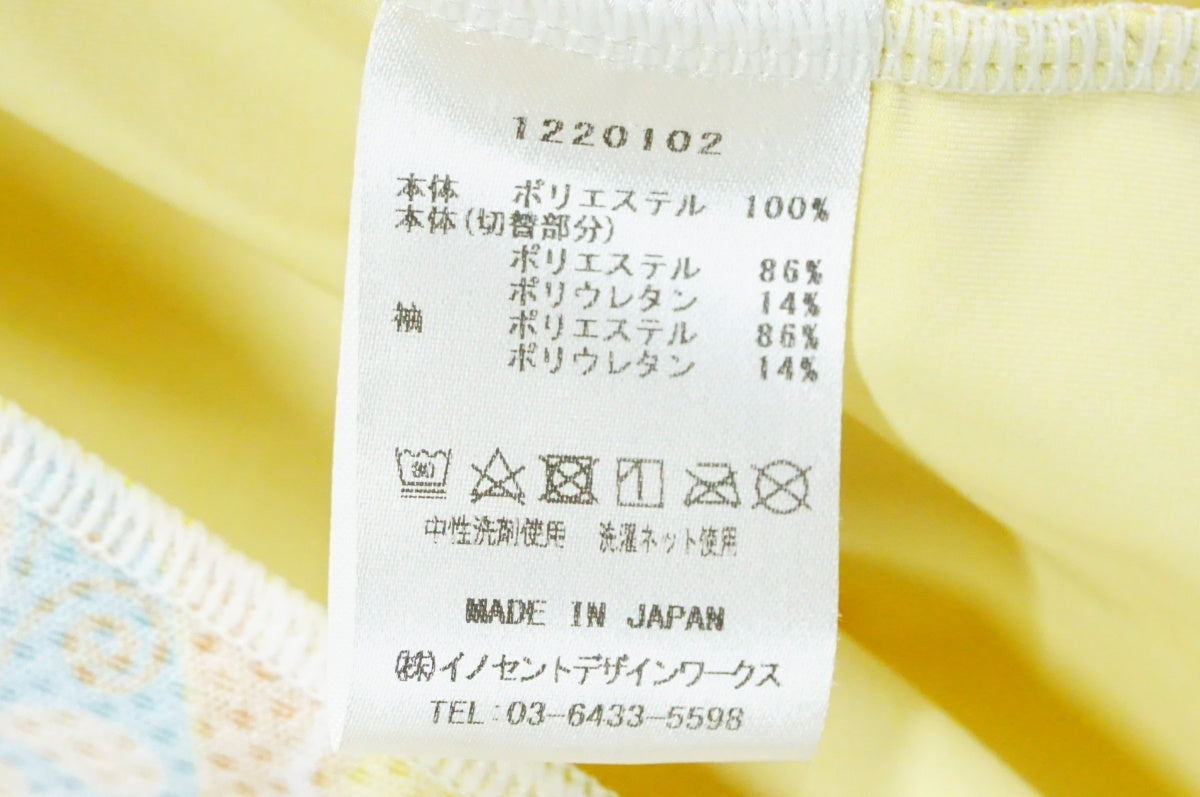 1220102
本体 ポリエステル 100%
本体(切替部分)
ポリエステル 86%
ポリウレタン 14%
袖 ポリエステル 86%
ポリウレタン 14%
30
中性洗剤使用 洗濯ネット使用
MADE IN JAPAN
㈱イノセントデザインワークス
TEL:03-6433-5598